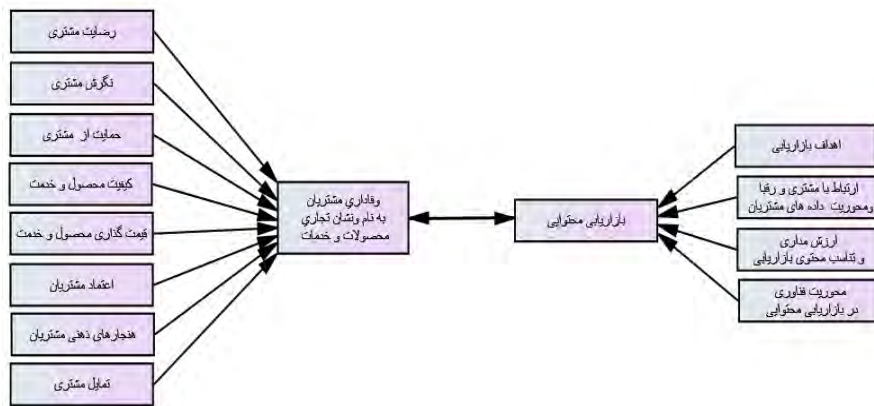 رضایت مشتری
نگرش مشتری
حمایت از مشتری
کیفیت محصول و خدمت
قیمت گذاری محصول و خدمت
اعتماد مشتریان
هنجارهای ذهنی مشتریان
تمایل مشتری
وفاداري مشتریان
به نام ونشان تجاري
محصولات و خدمات
بازاریابی محتوایی
اهداف بازاریابی
ارتباط با مشتری و رقبا
ومحوریت داده های مشتریان
ارزش مداری
و تناسب محتوی بازاریابی
محوریت فناوری
در بازاریابی محتوایی